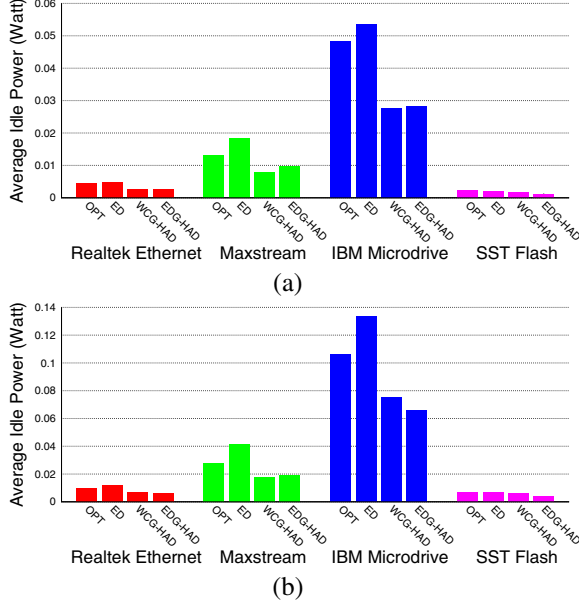 Average Idle Power (Watt)
0.06
0.05
0.04
0.03
0.02
0.01
0
OPT ED WCG-HAD EDG-HAD OPT ED WCG-HAD EDG-HAD OPT ED WCG-HAD EDG-HAD OPT ED WCG-HAD EDG-HAD
Realtek Ethernet Maxstream IBM Microdrive SST Flash
(a)
Average Idle Power (Watt)
0.14
0.12
0.1
0.08
0.06
0.04
0.02
0
OPT ED WCG-HAD EDG-HAD OPT ED WCG-HAD EDG-HAD OPT ED WCG-HAD EDG-HAD OPT ED WCG-HAD EDG-HAD
Realtek Ethernet Maxstream IBM Microdrive SST Flash
(b)